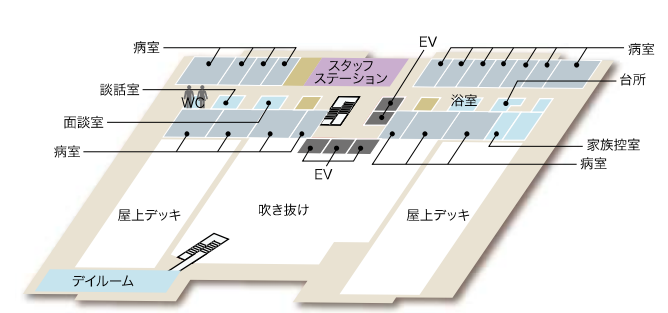 EV
病室
病室
スタッフ
ステーション
台所
談話室
WC
浴室
面談室
家族控室
病室
病室
EV
屋上デッキ
吹き抜け
屋上デッキ
デイルーム